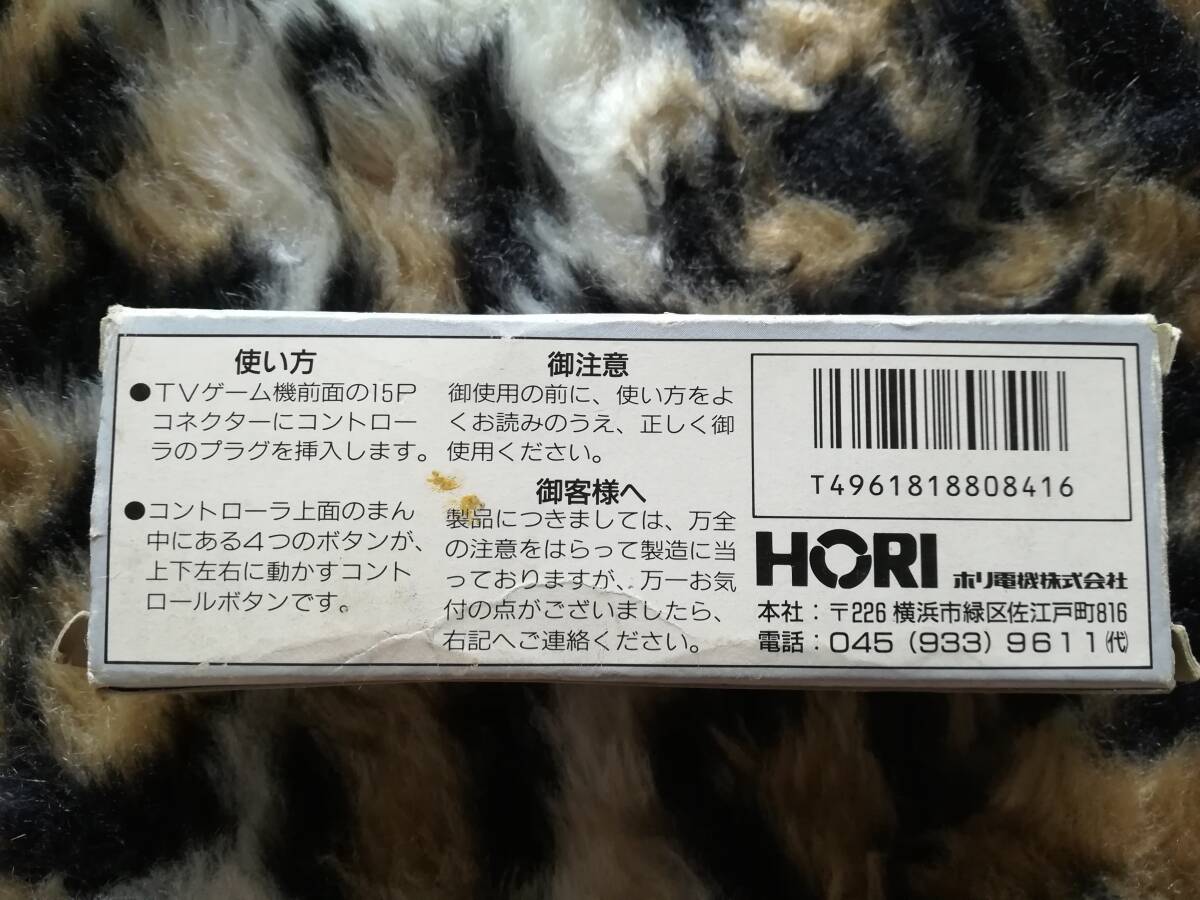 使い方
●TVゲーム機前面の15P
コネクターにコントロー
ラのプラグを挿入します。
●コントローラ上面のまん
中にある4つのボタンが、
上下左右に動かすコント
ロールボタンです。
御注意
御使用の前に、使い方をよ
くお読みのうえ、正しく御
使用ください。
御客様へ
製品につきましては、万全
の注意をはらって製造に当
っておりますが、万一お気
付の点がございましたら、
右記へご連絡ください。
T4961818808416
HORI ホリ電機株式会社
本社:〒226 横浜市緑区佐江戸町816
電話:045(933)9611㈹